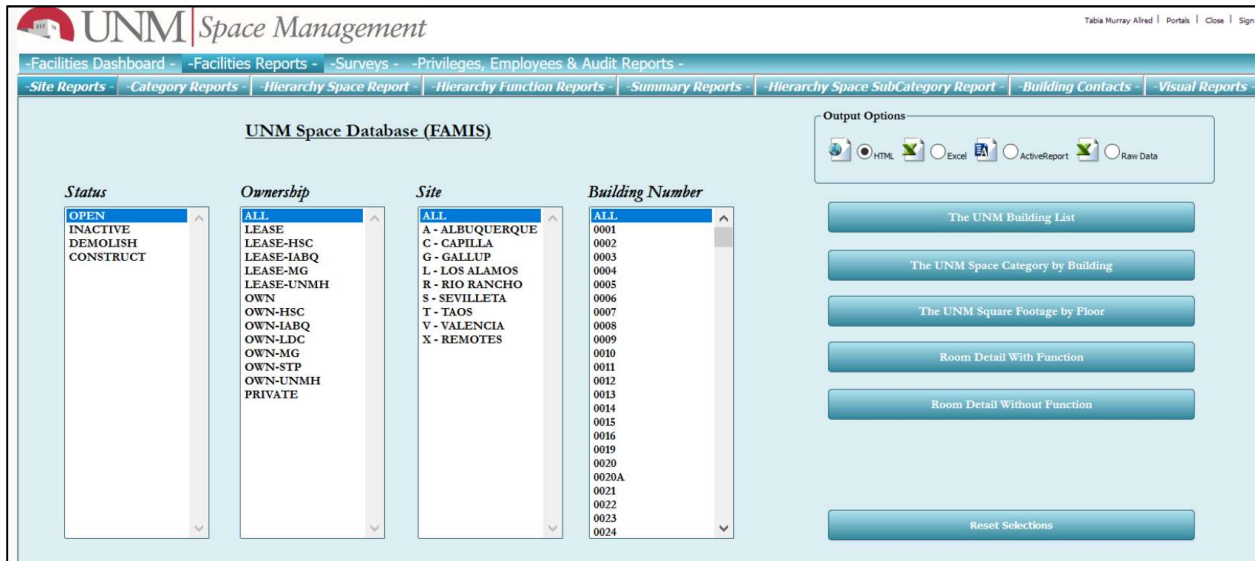 UNM Space Management
Tabia Murray Allred | Portals | Close | Sign
-Facilities Dashboard - -Facilities Reports - -Surveys - -Privileges, Employees & Audit Reports -
-Site Reports - -Category Reports - -Hierarchy Space Report - -Hierarchy Function Reports - -Summary Reports - -Hierarchy Space SubCategory Report - -Building Contacts - -Visual Reports -
UNM Space Database (FAMIS)
Output Options
HTML Excel ActiveReport Raw Data
Status
OPEN
INACTIVE
DEMOLISH
CONSTRUCT
Ownership
ALL
LEASE
LEASE-HSC
LEASE-IABQ
LEASE-MG
LEASE-UNMH
OWN
OWN-HSC
OWN-IABQ
OWN-LDC
OWN-MG
OWN-STP
OWN-UNMH
PRIVATE
Site
ALL
A - ALBUQUERQUE
C - CAPILLA
G - GALLUP
L - LOS ALAMOS
R - RIO RANCHO
S - SEVILLETA
T - TAOS
V - VALENCIA
X - REMOTES
Building Number
ALL
0001
0002
0003
0004
0005
0006
0007
0008
0009
0010
0011
0012
0013
0014
0015
0016
0019
0020
0020A
0021
0022
0023
0024
The UNM Building List
The UNM Space Category by Building
The UNM Square Footage by Floor
Room Detail With Function
Room Detail Without Function
Reset Selections